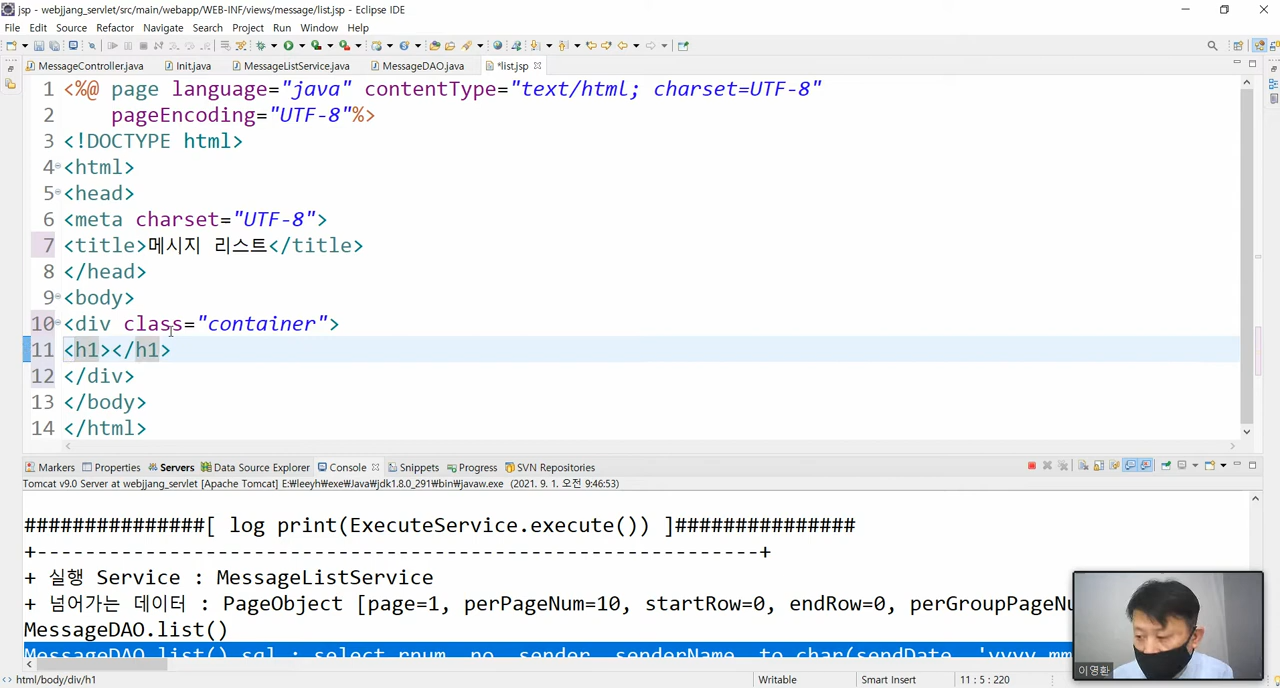 jsp - webjjang_servlet/src/main/webapp/WEB-INF/views/message/list.jsp - Eclipse IDE
File Edit Source Refactor Navigate Search Project Run Window Help
MessageController.java Init.java MessageListService.java MessageDAO.java *list.jsp
1 <%@ page language="java" contentType="text/html; charset=UTF-8"
2 pageEncoding="UTF-8"%>
3 <!DOCTYPE html>
4 <html>
5 <head>
6 <meta charset="UTF-8">
7 <title>메시지 리스트</title>
8 </head>
9 <body>
10 <div class="container">
11 <h1></h1>
12 </div>
13 </body>
14 </html>
Markers Properties Servers Data Source Explorer Console Snippets Progress SVN Repositories
Tomcat v9.0 Server at webjjang_servlet [Apache Tomcat] E:₩leeyh₩exe₩Java₩jdk1.8.0_291₩bin₩javaw.exe (2021. 9. 1. 오전 9:46:53)
###############[ log print(ExecuteService.execute()) ]###############
+-------------------------------------------------------------+
+ 실행 Service : MessageListService
+ 넘어가는 데이터 : PageObject [page=1, perPageNum=10, startRow=0, endRow=0, perGroupPageNu
MessageDAO.list()
MessageDAO.list() sql : select rnum, no, sender, senderName, to_char(sendDate, 'yyyy.mm
이영환
html/body/div/h1 Writable Smart Insert 11 : 5 : 220